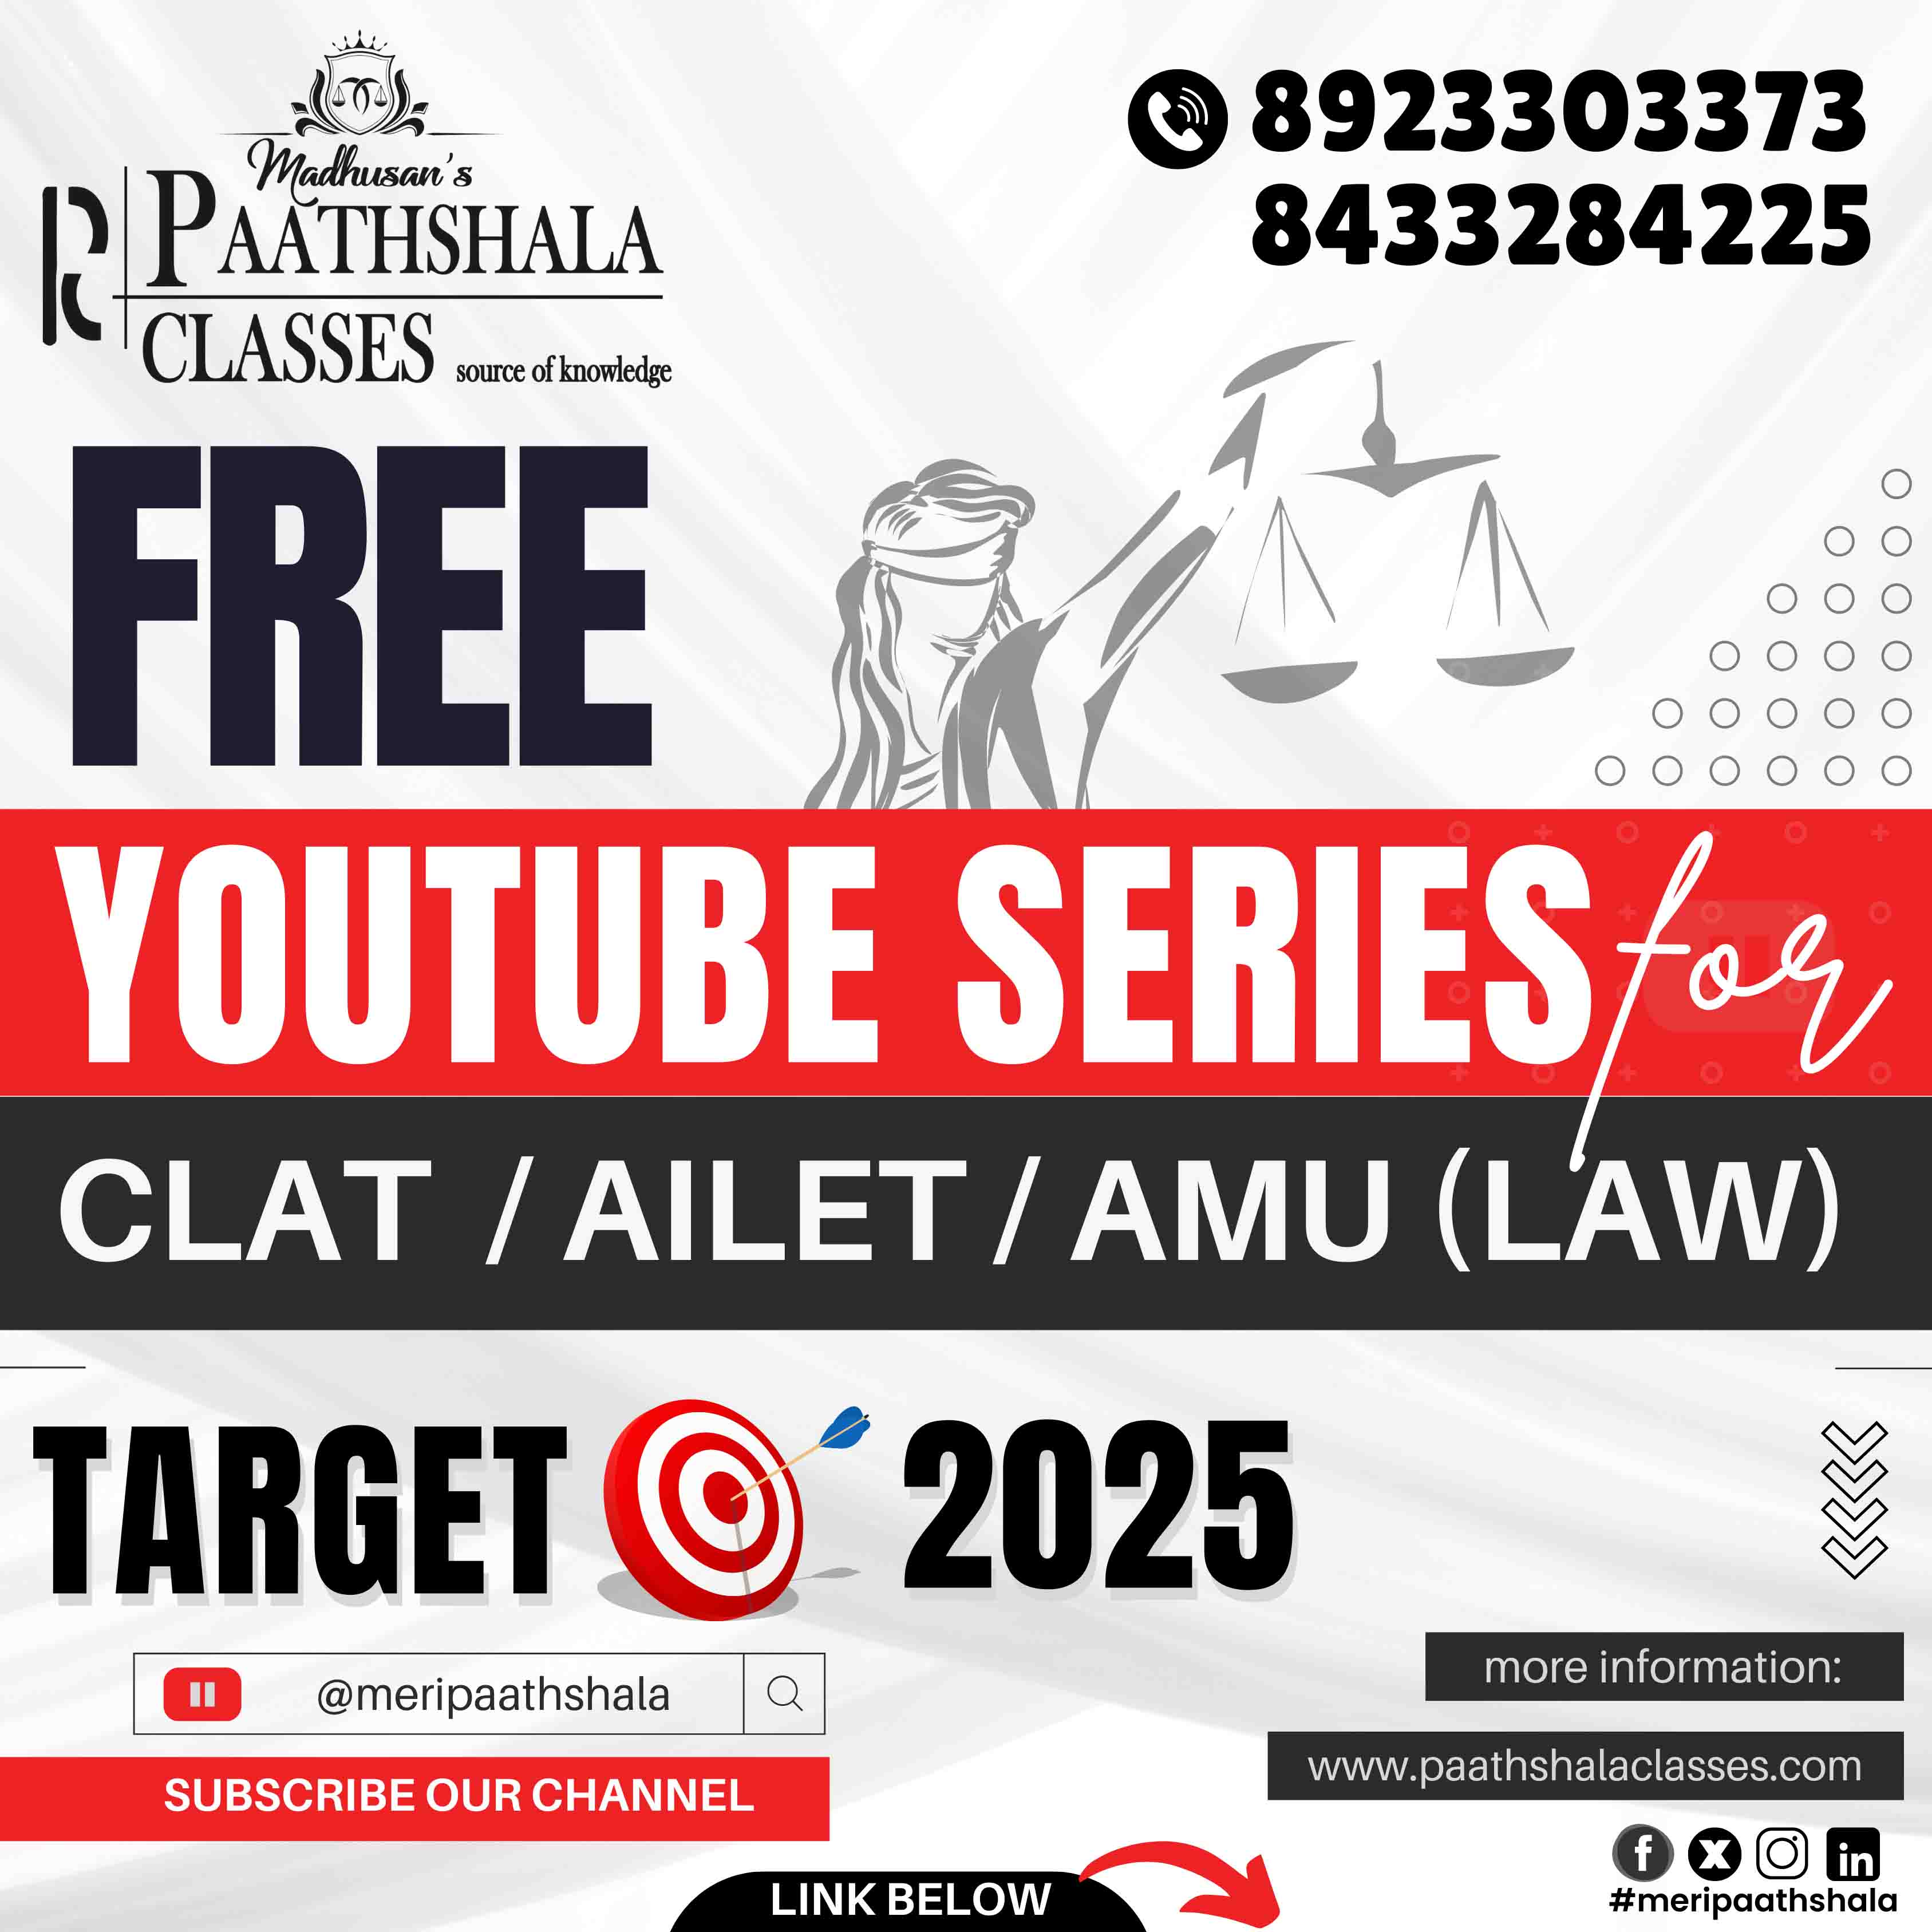 Madhusan's
PAATHSHALA
CLASSES source of knowledge
8923303373
8433284225
FREE
YOUTUBE SERIES for
CLAT / AILET / AMU (LAW)
TARGET 2025
@meripaathshala
SUBSCRIBE OUR CHANNEL
more information:
www.paathshalaclasses.com
#meripaathshala
LINK BELOW